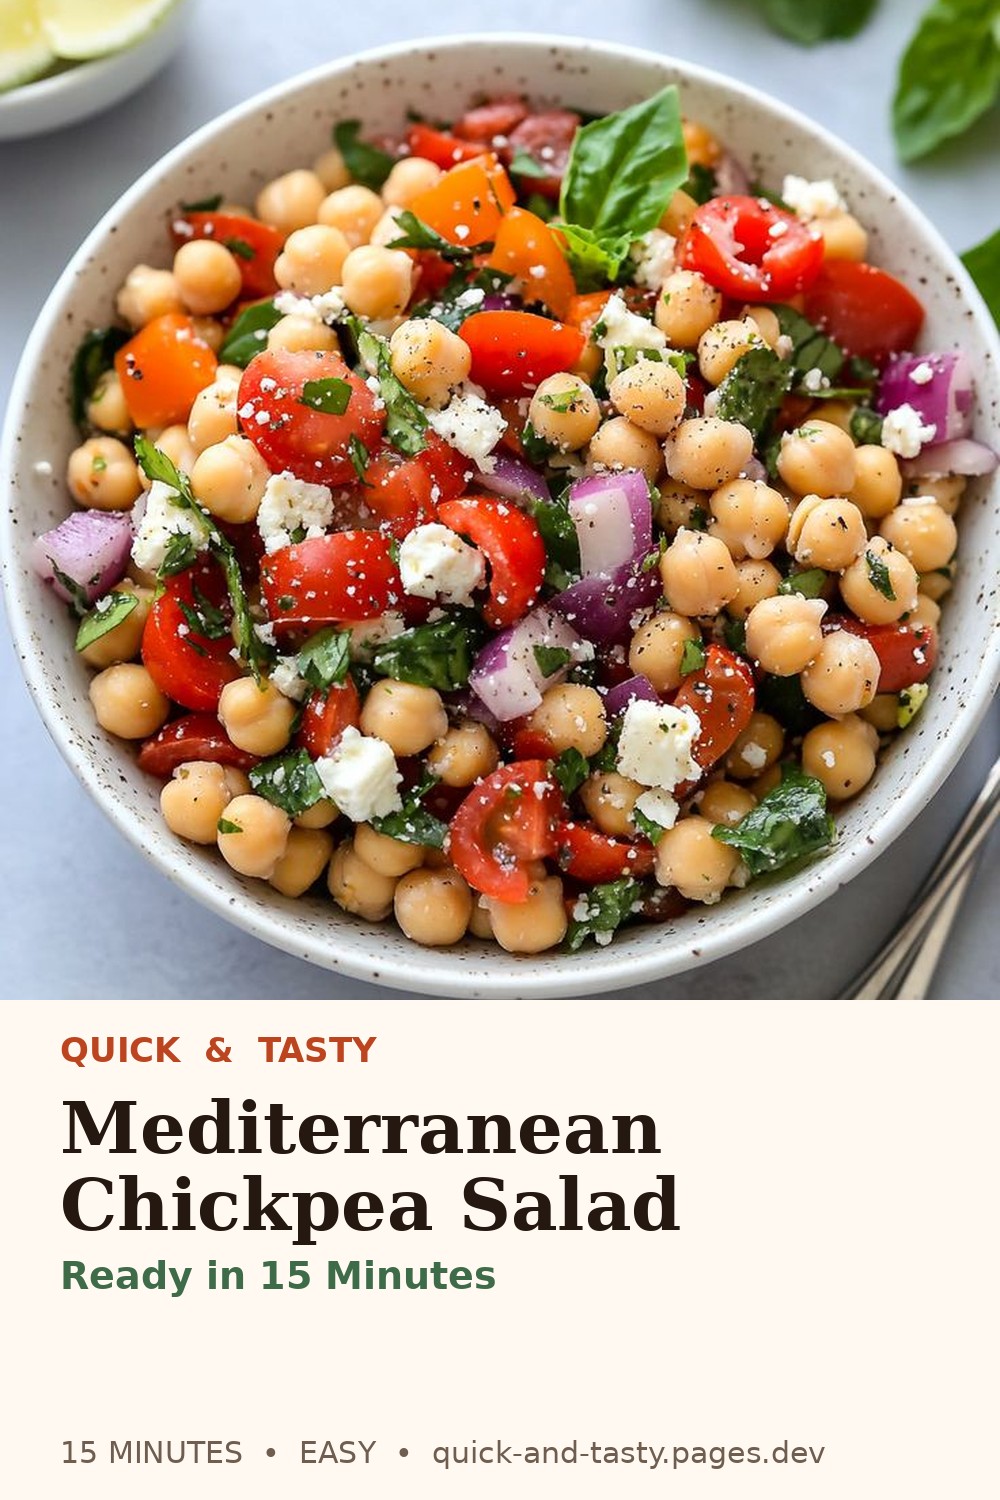 QUICK & TASTY
Mediterranean
Chickpea Salad
Ready in 15 Minutes
15 MINUTES • EASY • quick-and-tasty.pages.dev